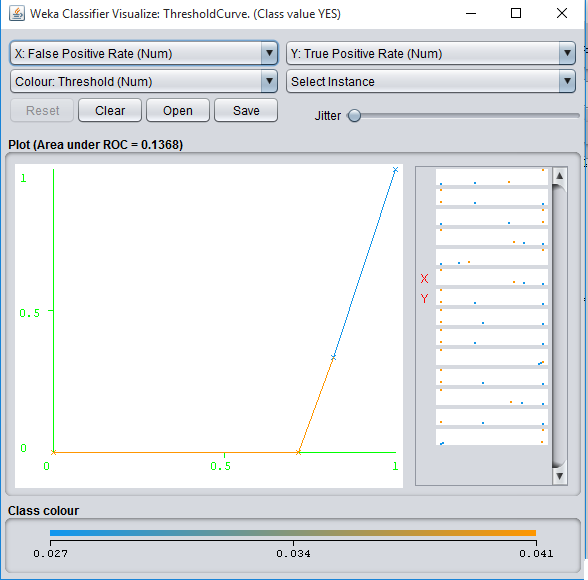 Weka Classifier Visualize: ThresholdCurve. (Class value YES)
X: False Positive Rate (Num) Y: True Positive Rate (Num)
Colour: Threshold (Num) Select Instance
Reset Clear Open Save Jitter
Plot (Area under ROC = 0.1368)
1
0.5
0
0 0.5 1
X
Y
Class colour
0.027 0.034 0.041